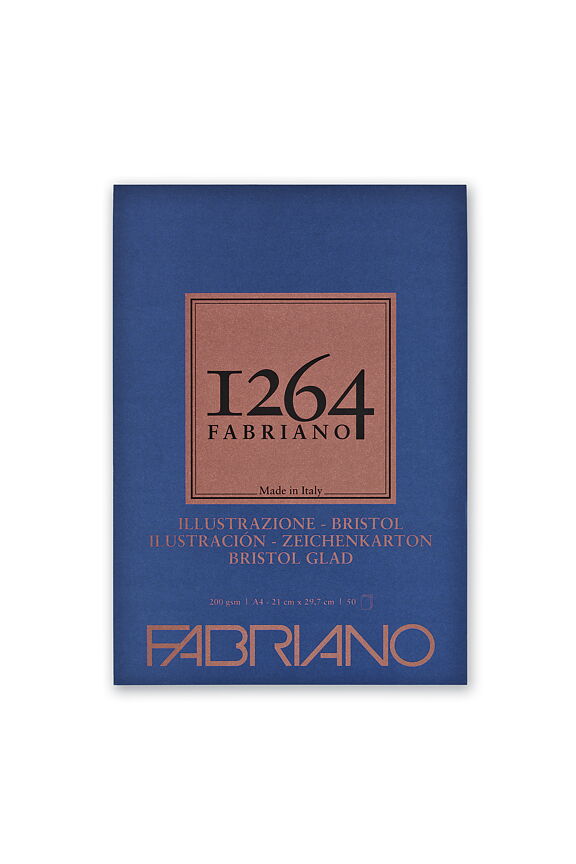 1264
FABRIANO
Made in Italy
ILLUSTRAZIONE - BRISTOL
ILUSTRACIÓN - ZEICHENKARTON
BRISTOL GLAD
200 gsm | A4 - 21 cm x 29,7 cm | 50
FABRIANO